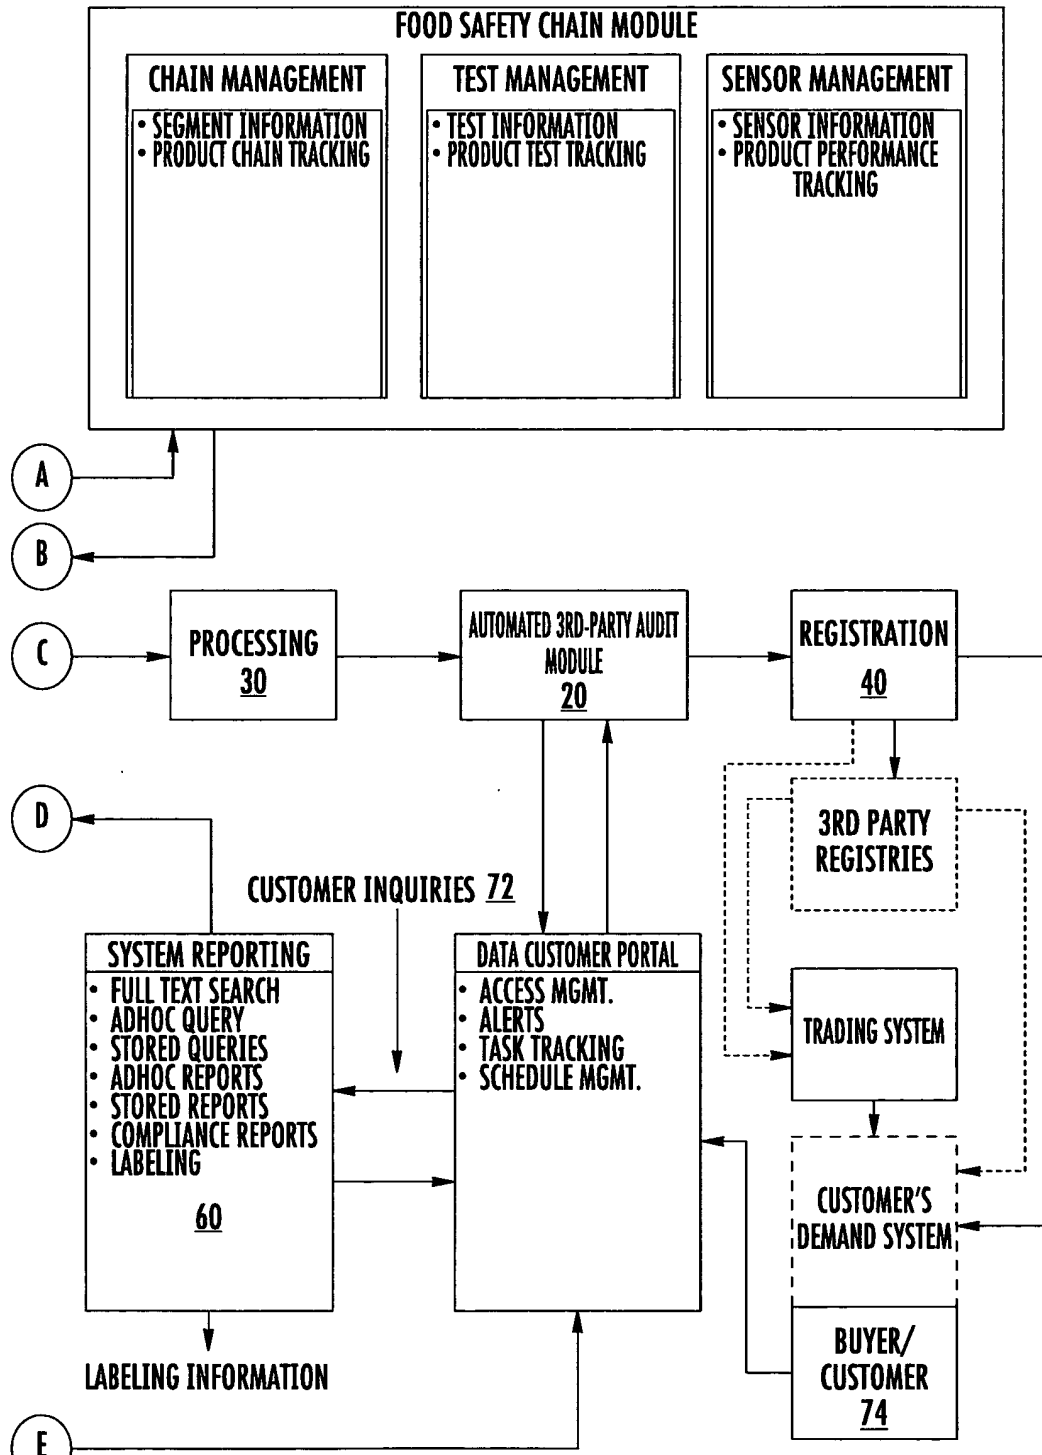 FOOD SAFETY CHAIN MODULE
CHAIN MANAGEMENT
• SEGMENT INFORMATION
• PRODUCT CHAIN TRACKING
TEST MANAGEMENT
• TEST INFORMATION
• PRODUCT TEST TRACKING
SENSOR MANAGEMENT
• SENSOR INFORMATION
• PRODUCT PERFORMANCE
TRACKING
A
B
C
PROCESSING
30
AUTOMATED 3RD-PARTY AUDIT
MODULE
20
REGISTRATION
40
D
3RD PARTY
REGISTRIES
CUSTOMER INQUIRIES 72
SYSTEM REPORTING
• FULL TEXT SEARCH
• ADHOC QUERY
• STORED QUERIES
• ADHOC REPORTS
• STORED REPORTS
• COMPLIANCE REPORTS
• LABELING
60
DATA CUSTOMER PORTAL
• ACCESS MGMT.
• ALERTS
• TASK TRACKING
• SCHEDULE MGMT.
TRADING SYSTEM
CUSTOMER'S
DEMAND SYSTEM
BUYER/
CUSTOMER
74
LABELING INFORMATION
E